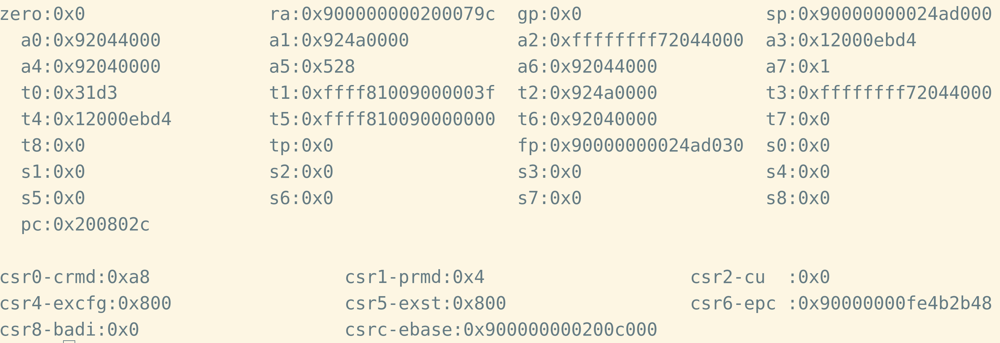 zero:0x0 ra:0x900000000200079c gp:0x0 sp:0x90000000024ad000
a0:0x92044000 a1:0x924a0000 a2:0xffffffff72044000 a3:0x12000ebd4
a4:0x92040000 a5:0x528 a6:0x92044000 a7:0x1
t0:0x31d3 t1:0xffff81009000003f t2:0x924a0000 t3:0xffffffff72044000
t4:0x12000ebd4 t5:0xffff810090000000 t6:0x92040000 t7:0x0
t8:0x0 tp:0x0 fp:0x90000000024ad030 s0:0x0
s1:0x0 s2:0x0 s3:0x0 s4:0x0
s5:0x0 s6:0x0 s7:0x0 s8:0x0
pc:0x200802c
csr0-crmd:0xa8 csr1-prmd:0x4 csr2-cu :0x0
csr4-excfg:0x800 csr5-exst:0x800 csr6-epc :0x90000000fe4b2b48
csr8-badi:0x0 csrc-ebase:0x900000000200c000